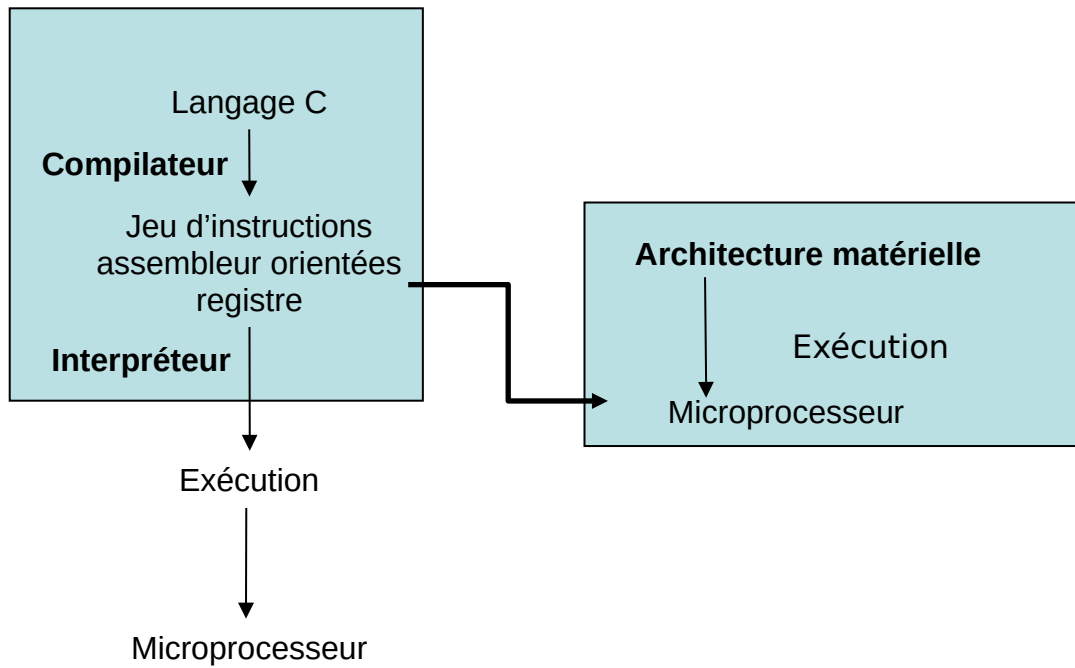 Langage C
Compilateur
Jeu d’instructions
assembleur orientées
registre
Interpréteur
Exécution
Microprocesseur
Architecture matérielle
Exécution
Microprocesseur